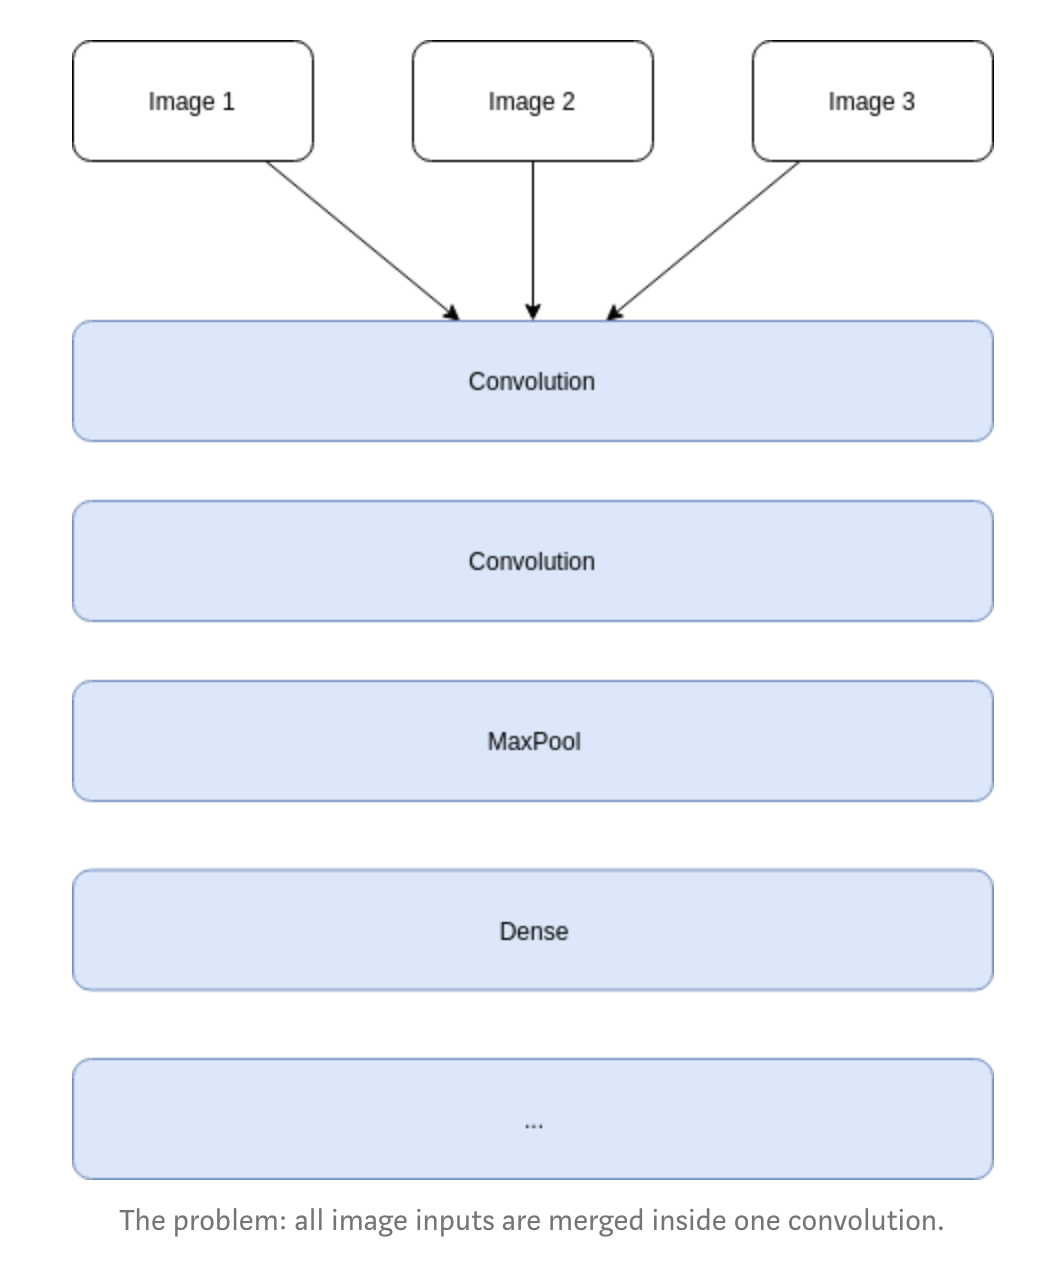 Image 1
Image 2
Image 3
Convolution
Convolution
MaxPool
Dense
...
The problem: all image inputs are merged inside one convolution.